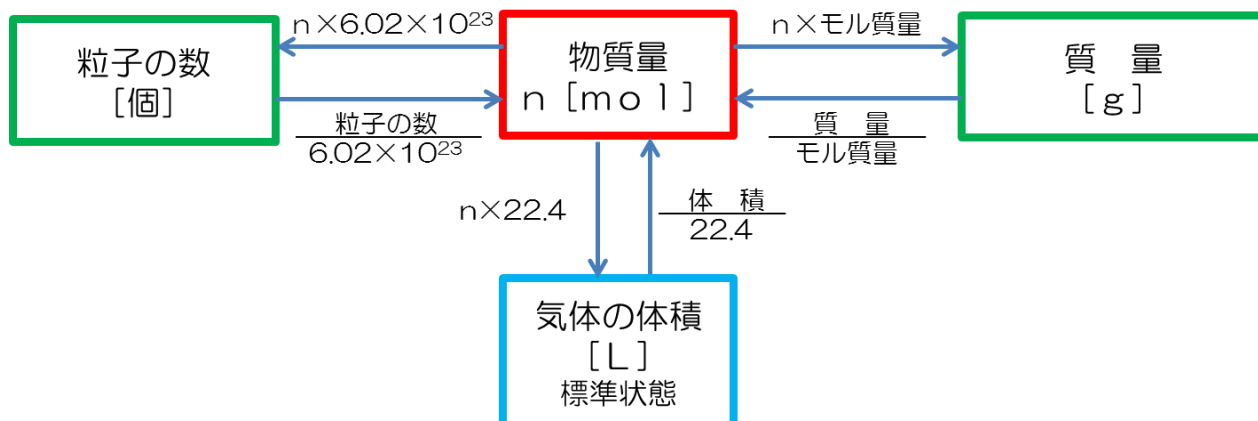 n×6.02×10²³
n×モル質量
粒子の数
[個]
物質量
n [mol]
質 量
[g]
粒子の数
6.02×10²³
質 量
モル質量
n×22.4
体 積
22.4
気体の体積
[L]
標準状態